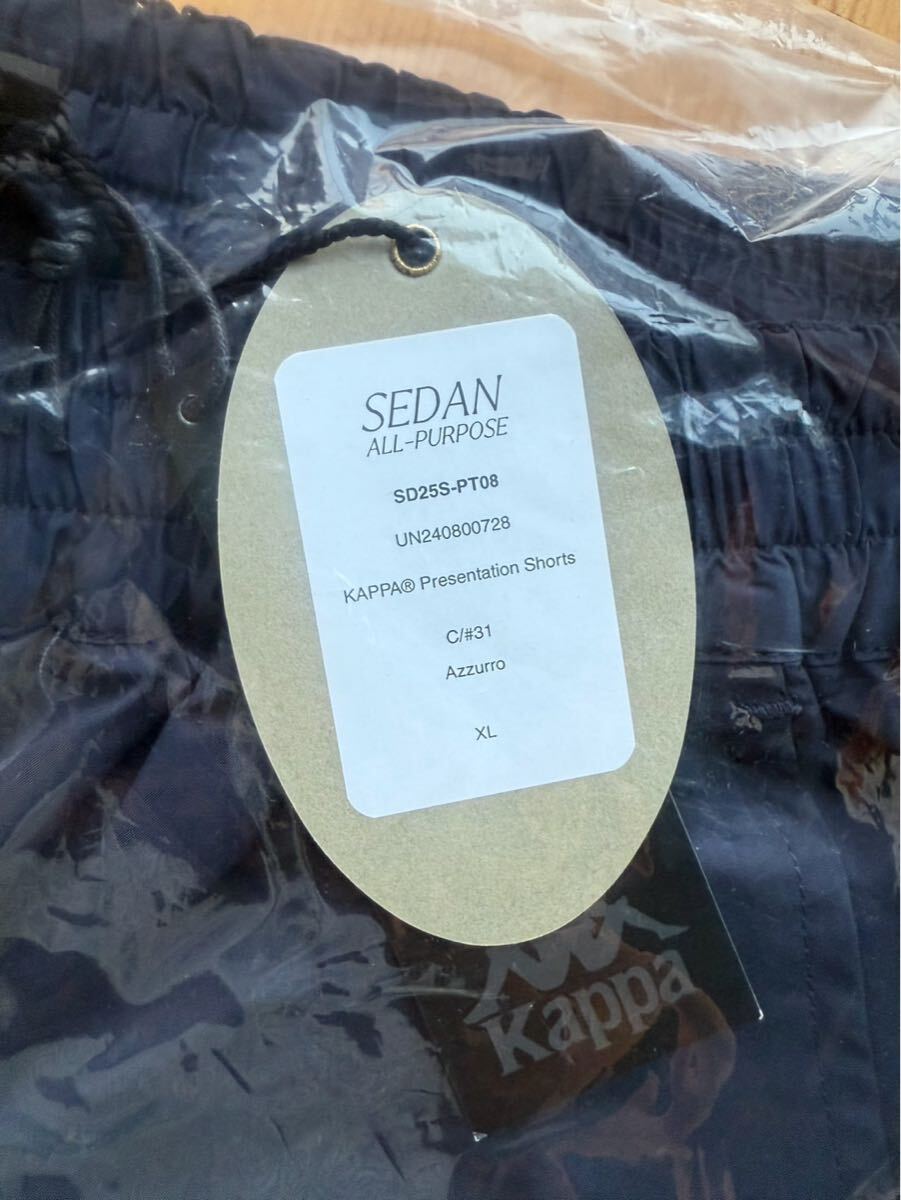 SEDAN
ALL-PURPOSE
SD25S-PT08
UN240800728
KAPPA® Presentation Shorts
C/#31
Azzurro
XL
Kappa